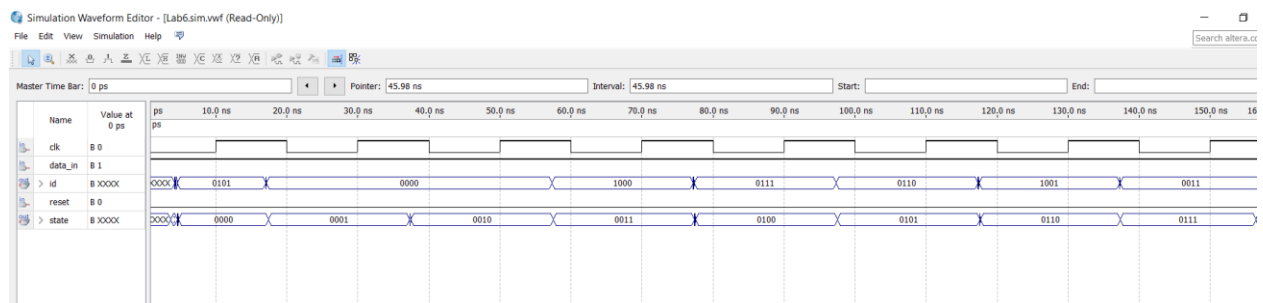 Simulation Waveform Editor - [Lab6.sim.vwf (Read-Only)]
File Edit View Simulation Help
Search altera.co
Master Time Bar: 0 ps Pointer: 45.98 ns Interval: 45.98 ns Start: End:
Name Value at 0 ps
ps 10.0 ns 20.0 ns 30.0 ns 40.0 ns 50.0 ns 60.0 ns 70.0 ns 80.0 ns 90.0 ns 100.0 ns 110.0 ns 120.0 ns 130.0 ns 140.0 ns 150.0 ns 16
ps
clk B 0
data_in B 1
> id B XXXX XXXX 0101 0000 1000 0111 0110 1001 0011
reset B 0
> state B XXXX XXXX 0000 0001 0010 0011 0100 0101 0110 0111